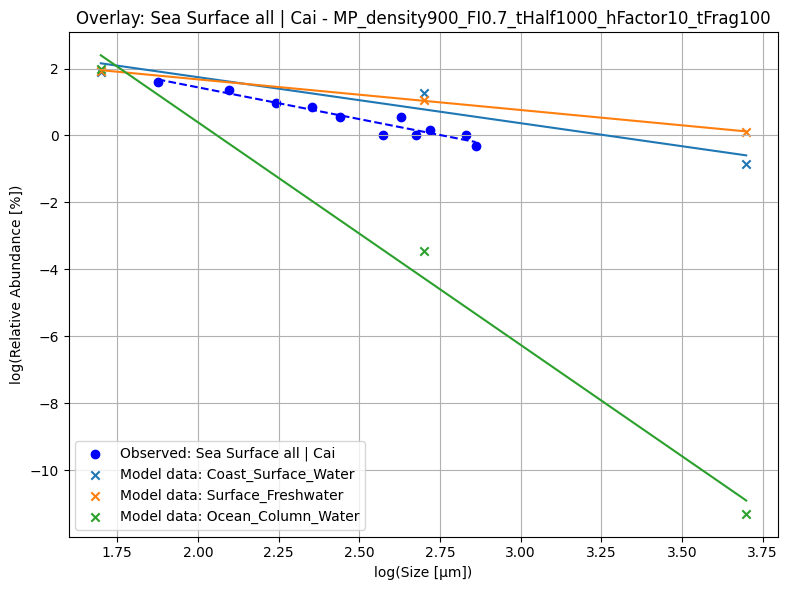 Overlay: Sea Surface all | Cai - MP_density900_FI0.7_tHalf1000_hFactor10_tFrag100
log(Relative Abundance [%])
2
0
−2
−4
−6
−8
−10
Observed: Sea Surface all | Cai
Model data: Coast_Surface_Water
Model data: Surface_Freshwater
Model data: Ocean_Column_Water
1.75 2.00 2.25 2.50 2.75 3.00 3.25 3.50 3.75
log(Size [μm])